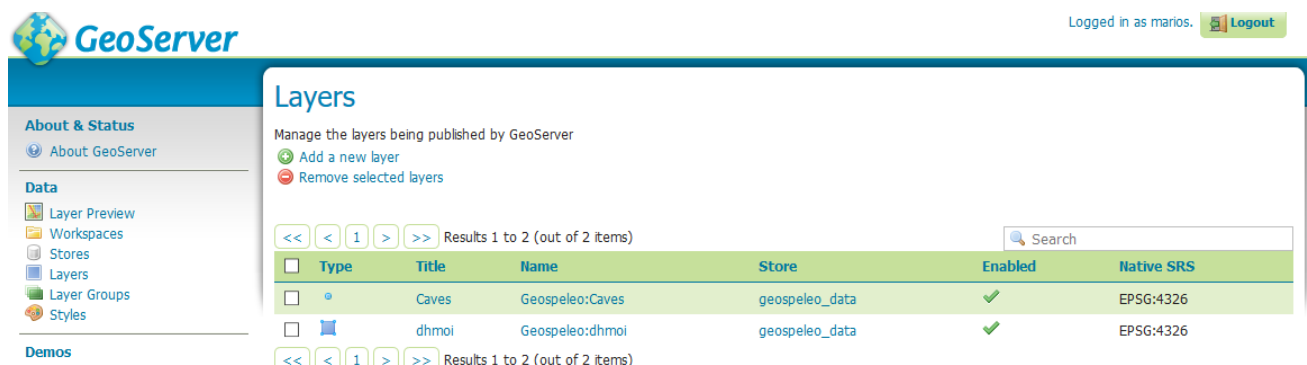 GeoServer
Logged in as marios. Logout
About & Status
About GeoServer
Data
Layer Preview
Workspaces
Stores
Layers
Layer Groups
Styles
Demos
Layers
Manage the layers being published by GeoServer
Add a new layer
Remove selected layers
<< < 1 > >> Results 1 to 2 (out of 2 items) Search
Type Title Name Store Enabled Native SRS
Caves Geospeleo:Caves geospeleo_data EPSG:4326
dhmoi Geospeleo:dhmoi geospeleo_data EPSG:4326
<< < 1 > >> Results 1 to 2 (out of 2 items)